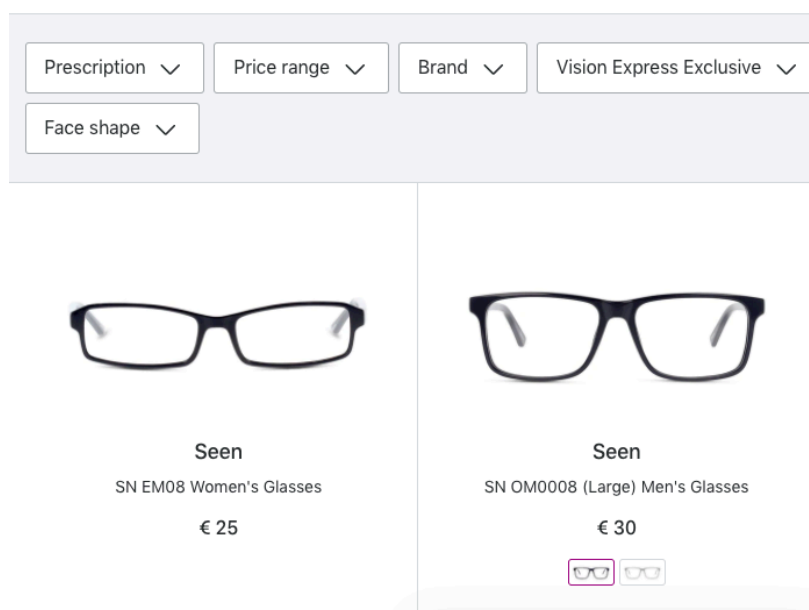 Prescription Price range Brand Vision Express Exclusive
Face shape
Seen
SN EM08 Women's Glasses
€ 25
Seen
SN OM0008 (Large) Men's Glasses
€ 30